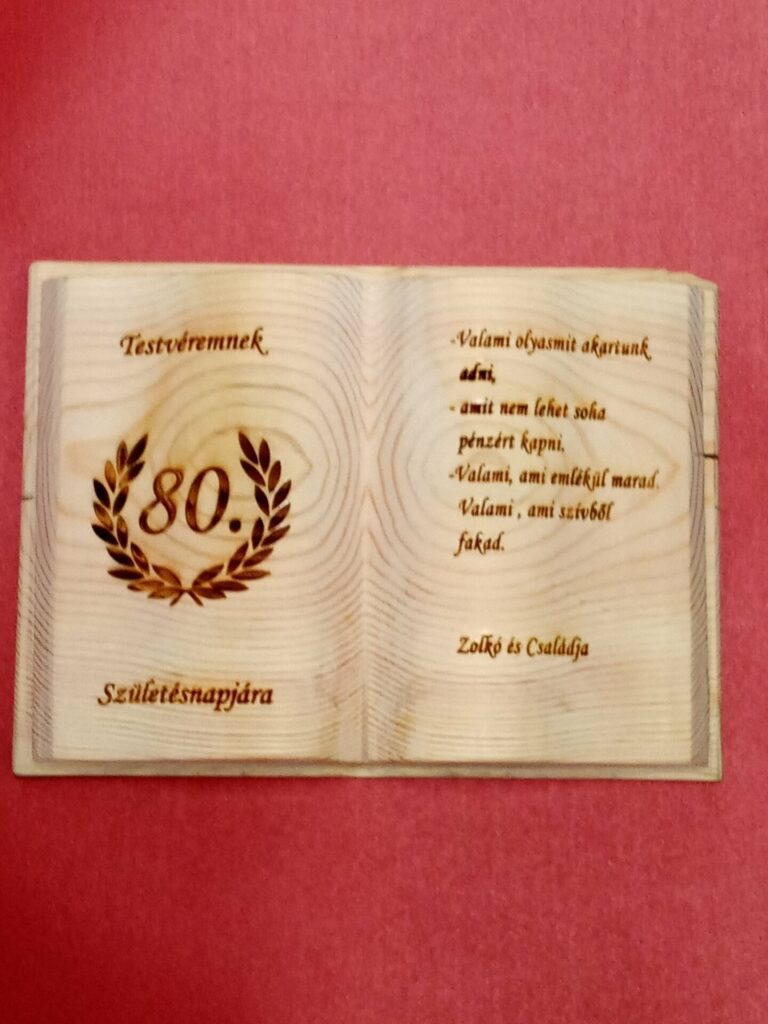 Testvéremnek
80.
Születésnapjára
-Valami olyasmit akartunk
adni,
- amit nem lehet soha
pénzért kapni.
-Valami, ami emlékül marad.
Valami , ami szívből
fakad.
Zolkó és Családja